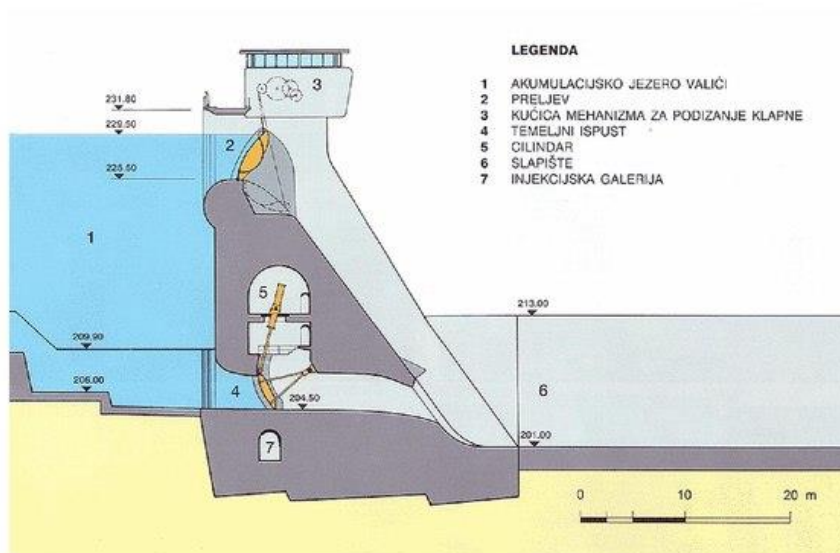 LEGENDA
1 AKUMULACIJSKO JEZERO VALIĆI
2 PRELJEV
3 KUĆICA MEHANIZMA ZA PODIZANJE KLAPNE
4 TEMELJNI ISPUST
5 CILINDAR
6 SLAPIŠTE
7 INJEKCIJSKA GALERIJA
3
231.80
229.50
2
225.50
1
5
213.00
209.90
206.00
4
204.50
6
201.00
7
0 10 20 m